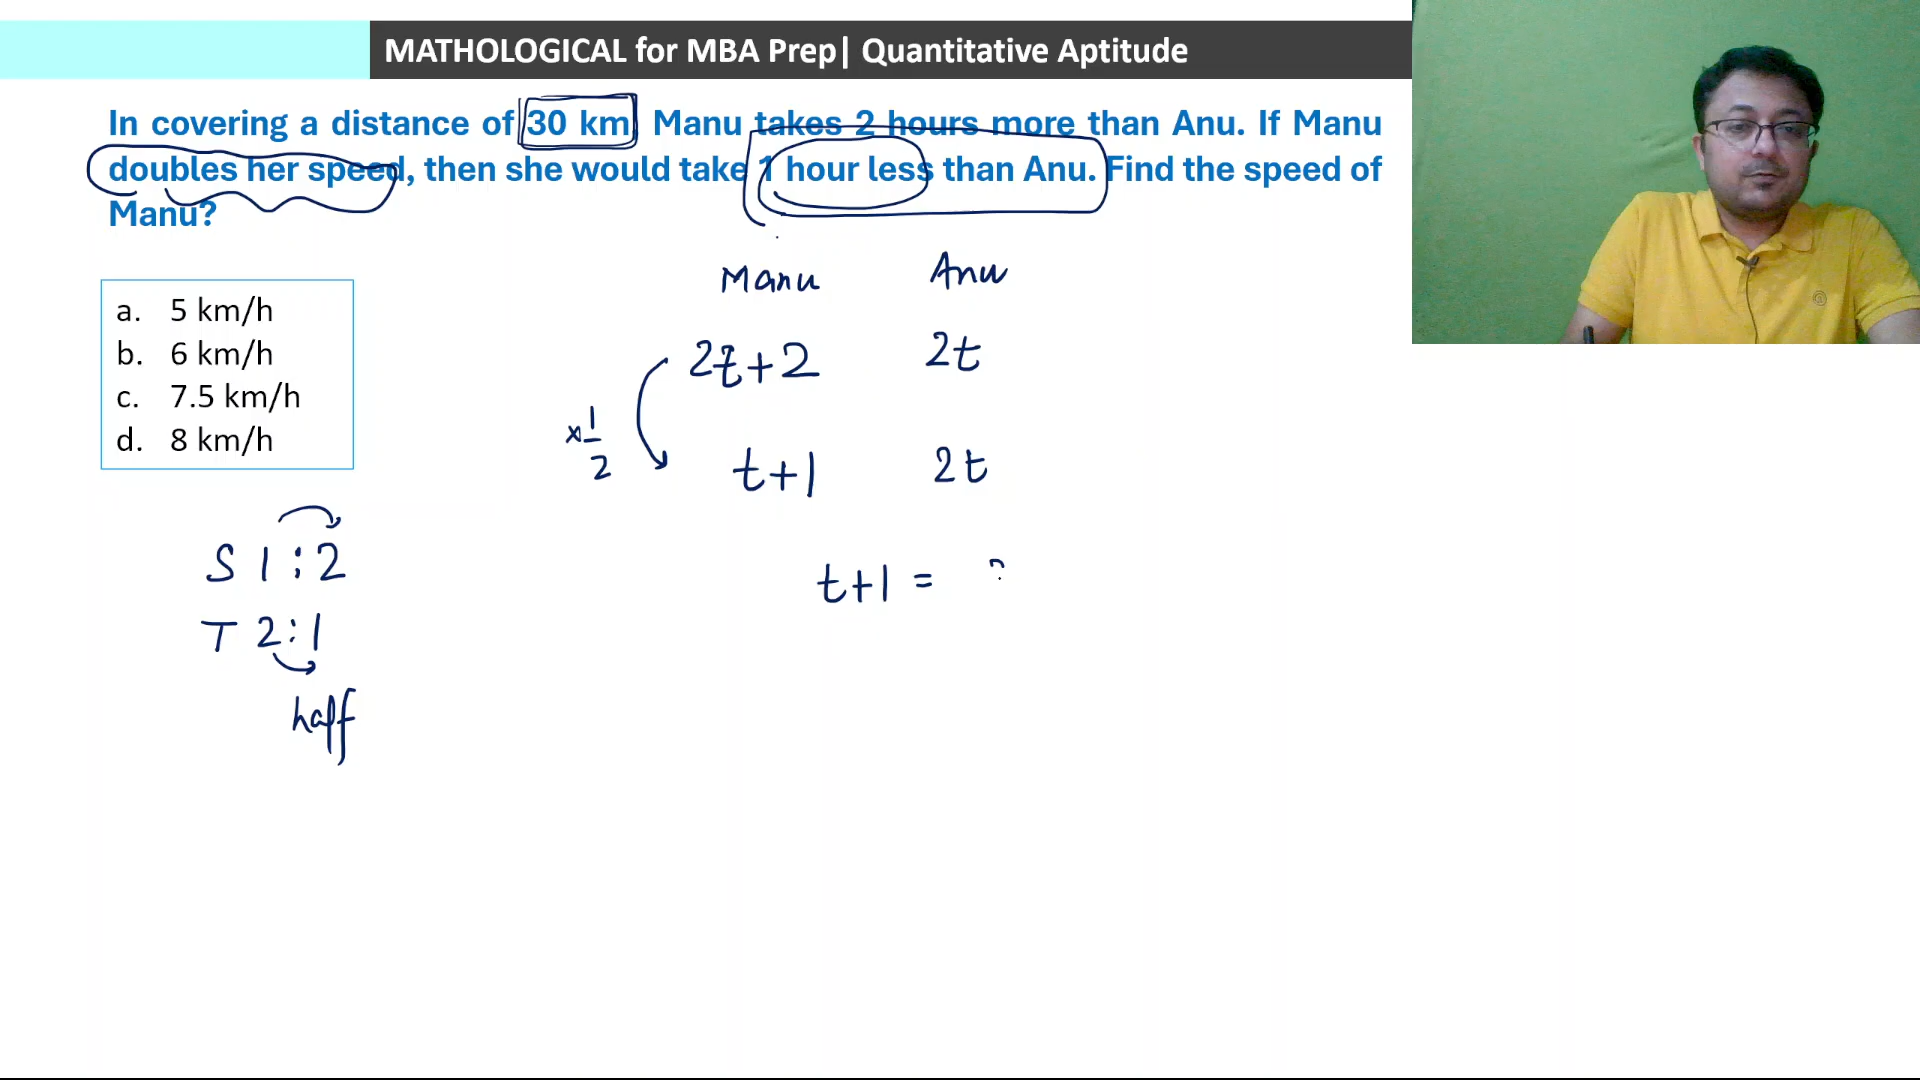 MATHOLOGICAL for MBA Prep| Quantitative Aptitude
In covering a distance of 30 km Manu takes 2 hours more than Anu. If Manu
doubles her speed, then she would take 1 hour less than Anu. Find the speed of
Manu?
a. 5 km/h
b. 6 km/h
c. 7.5 km/h
d. 8 km/h
Manu Anu
2t+2 2t
×1/2
t+1 2t
S 1 : 2
T 2 : 1
half
t+1 =